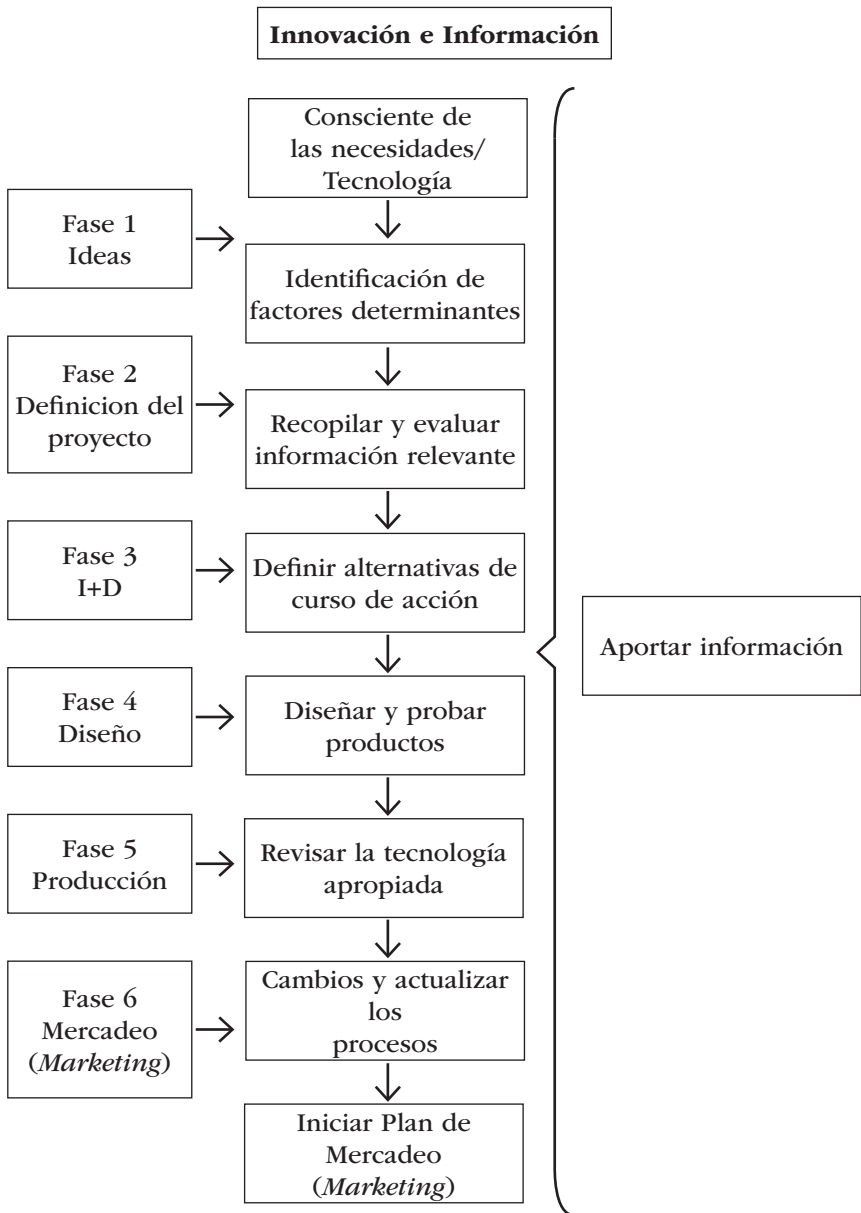 Innovación e Información
Consciente de
las necesidades/
Tecnología
Fase 1
Ideas
Identificación de
factores determinantes
Fase 2
Definicion del
proyecto
Recopilar y evaluar
información relevante
Fase 3
I+D
Definir alternativas de
curso de acción
Aportar información
Fase 4
Diseño
Diseñar y probar
productos
Fase 5
Producción
Revisar la tecnología
apropiada
Fase 6
Mercadeo
(Marketing)
Cambios y actualizar
los
procesos
Iniciar Plan de
Mercadeo
(Marketing)